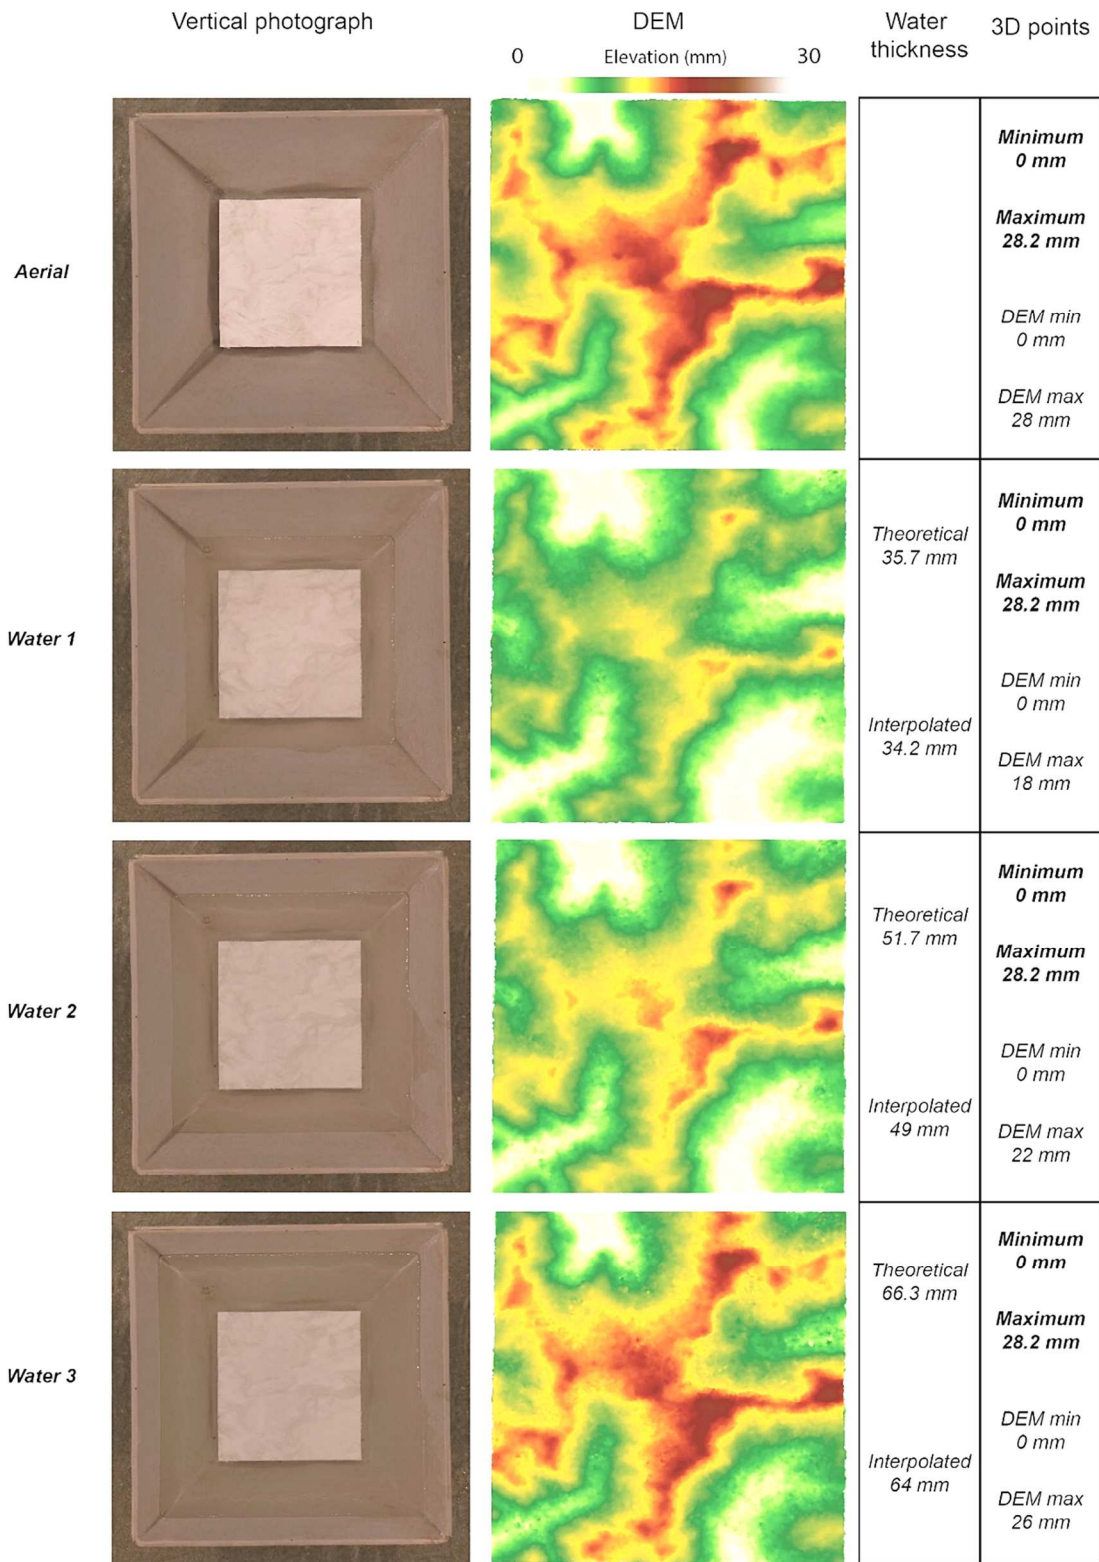 Vertical photograph
DEM
Water
thickness
3D points
0
Elevation (mm)
30
Aerial
Minimum
0 mm
Maximum
28.2 mm
DEM min
0 mm
DEM max
28 mm
Water 1
Theoretical
35.7 mm
Interpolated
34.2 mm
Minimum
0 mm
Maximum
28.2 mm
DEM min
0 mm
DEM max
18 mm
Water 2
Theoretical
51.7 mm
Interpolated
49 mm
Minimum
0 mm
Maximum
28.2 mm
DEM min
0 mm
DEM max
22 mm
Water 3
Theoretical
66.3 mm
Interpolated
64 mm
Minimum
0 mm
Maximum
28.2 mm
DEM min
0 mm
DEM max
26 mm